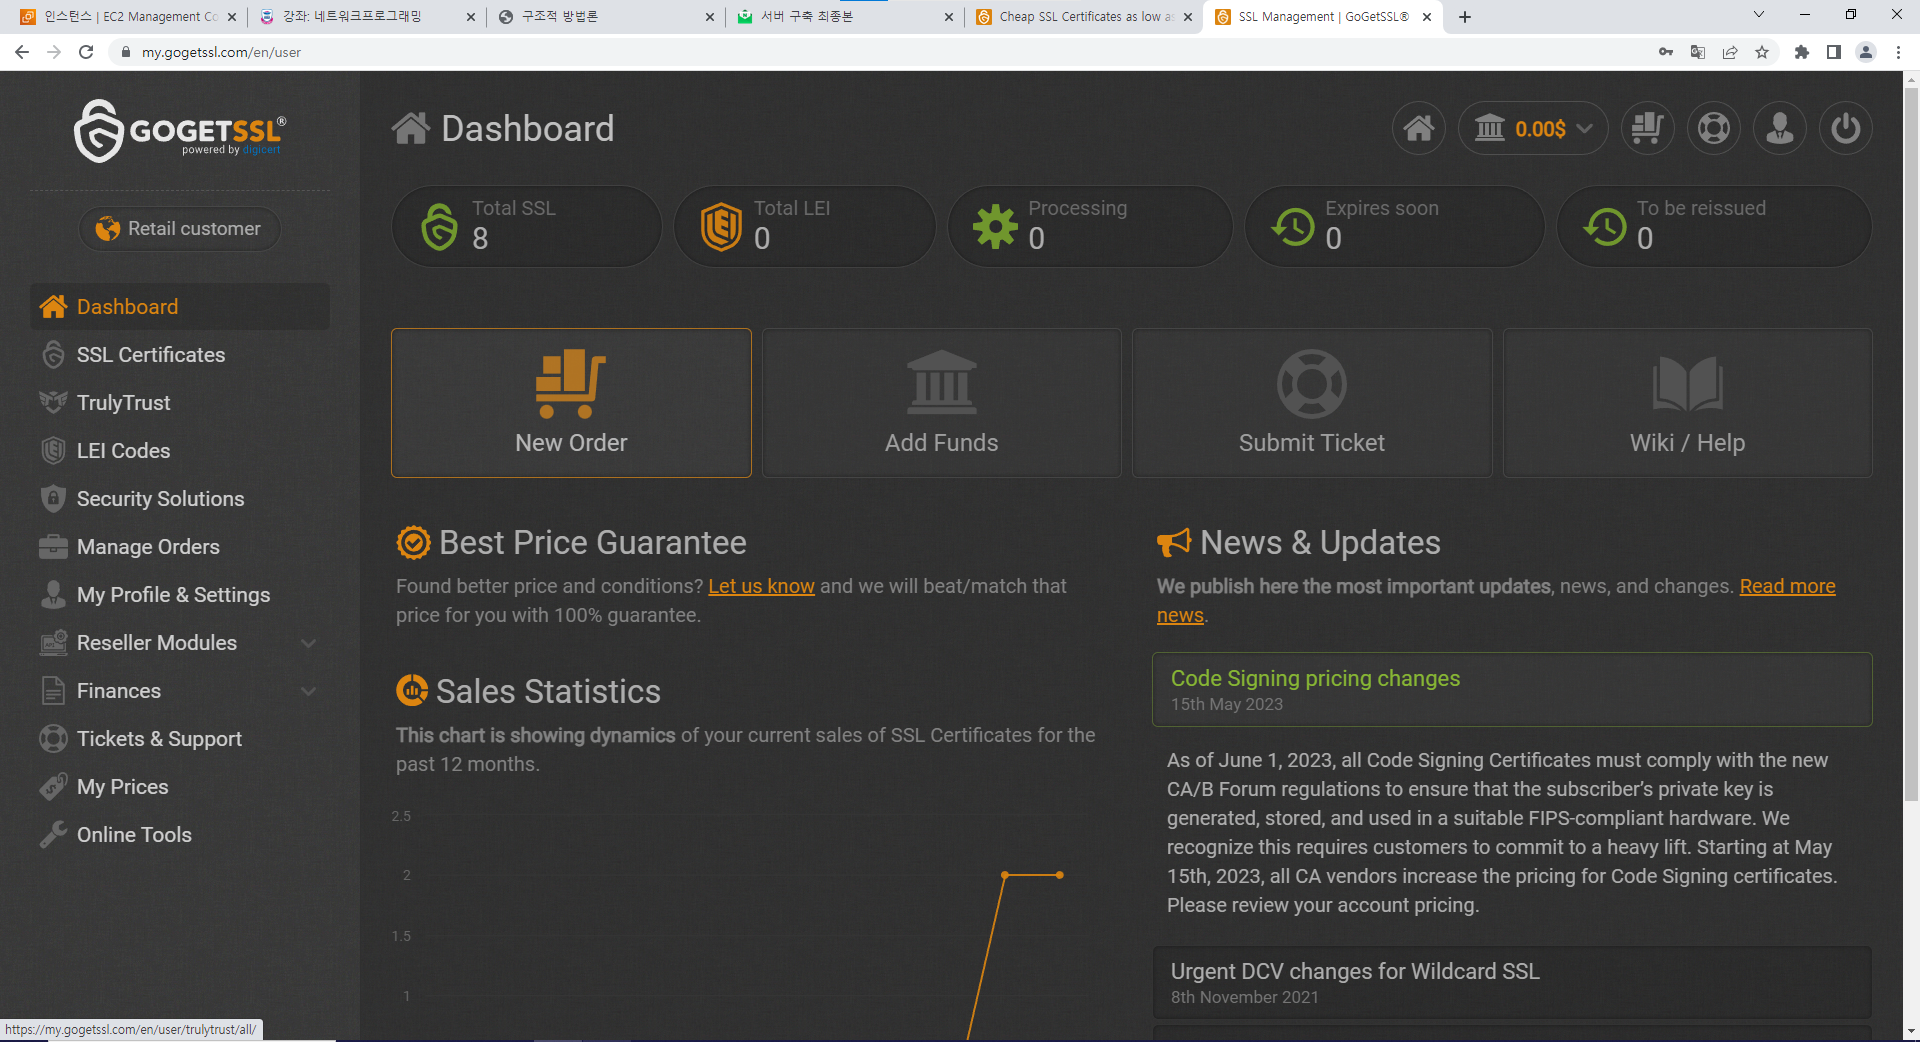 인스턴스 | EC2 Management Co
강좌: 네트워크프로그래밍
구조적 방법론
서버 구축 최종본
Cheap SSL Certificates as low as
SSL Management | GoGetSSL®
my.gogetssl.com/en/user
GOGETSSL®
powered by digicert
Retail customer
Dashboard
SSL Certificates
TrulyTrust
LEI Codes
Security Solutions
Manage Orders
My Profile & Settings
Reseller Modules
Finances
Tickets & Support
My Prices
Online Tools
Dashboard
0.00$
Total SSL
8
Total LEI
0
Processing
0
Expires soon
0
To be reissued
0
New Order
Add Funds
Submit Ticket
Wiki / Help
Best Price Guarantee
Found better price and conditions? Let us know and we will beat/match that
price for you with 100% guarantee.
Sales Statistics
This chart is showing dynamics of your current sales of SSL Certificates for the
past 12 months.
2.5
2
1.5
1
News & Updates
We publish here the most important updates, news, and changes. Read more
news.
Code Signing pricing changes
15th May 2023
As of June 1, 2023, all Code Signing Certificates must comply with the new
CA/B Forum regulations to ensure that the subscriber’s private key is
generated, stored, and used in a suitable FIPS-compliant hardware. We
recognize this requires customers to commit to a heavy lift. Starting at May
15th, 2023, all CA vendors increase the pricing for Code Signing certificates.
Please review your account pricing.
Urgent DCV changes for Wildcard SSL
8th November 2021
https://my.gogetssl.com/en/user/trulytrust/all/